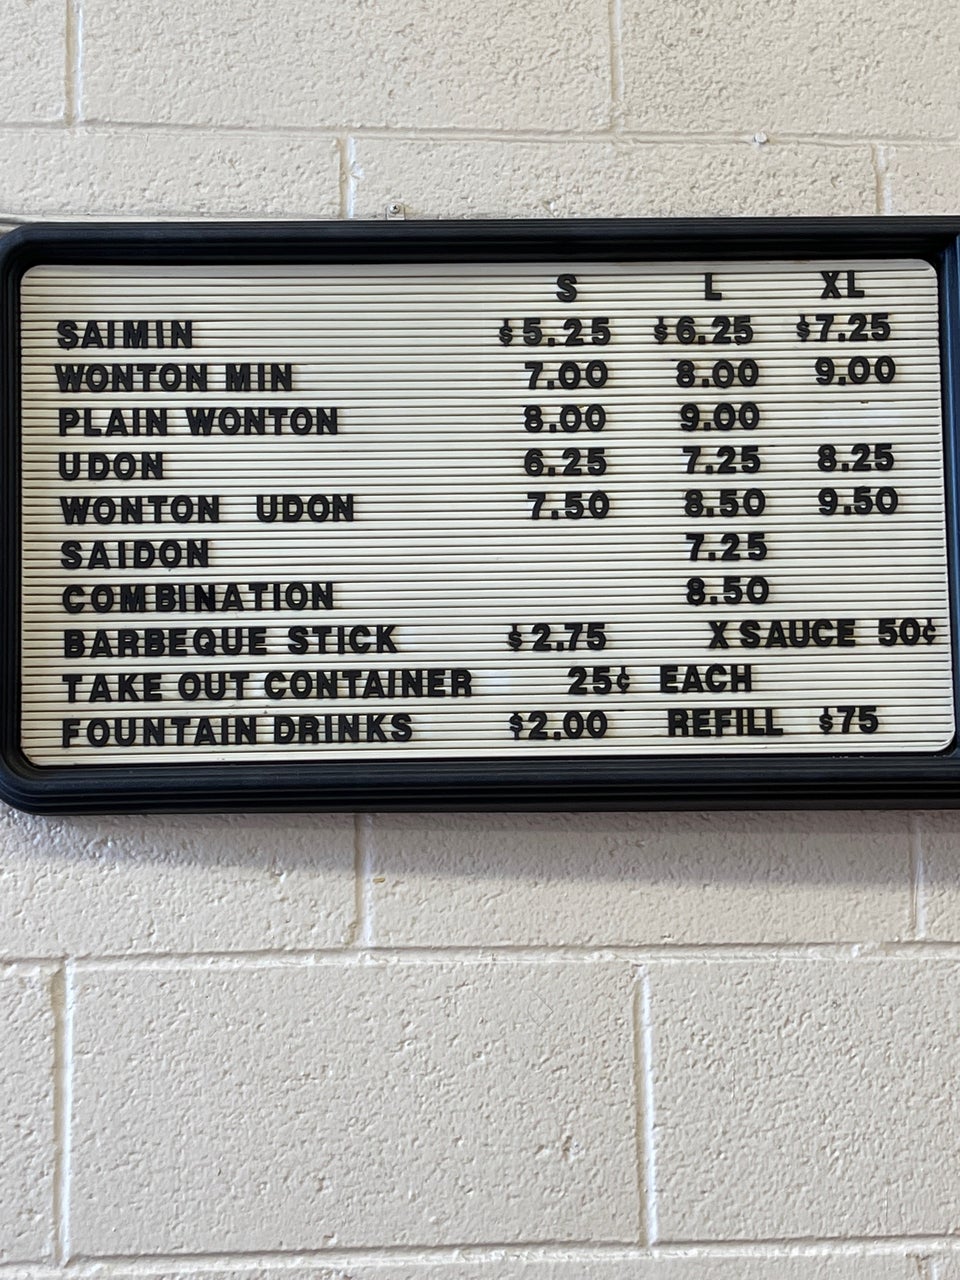 S L XL
SAIMIN $5.25 $6.25 $7.25
WONTON MIN 7.00 8.00 9.00
PLAIN WONTON 8.00 9.00
UDON 6.25 7.25 8.25
WONTON UDON 7.50 8.50 9.50
SAIDON 7.25
COMBINATION 8.50
BARBEQUE STICK $2.75 X SAUCE 50¢
TAKE OUT CONTAINER 25¢ EACH
FOUNTAIN DRINKS $2.00 REFILL $75